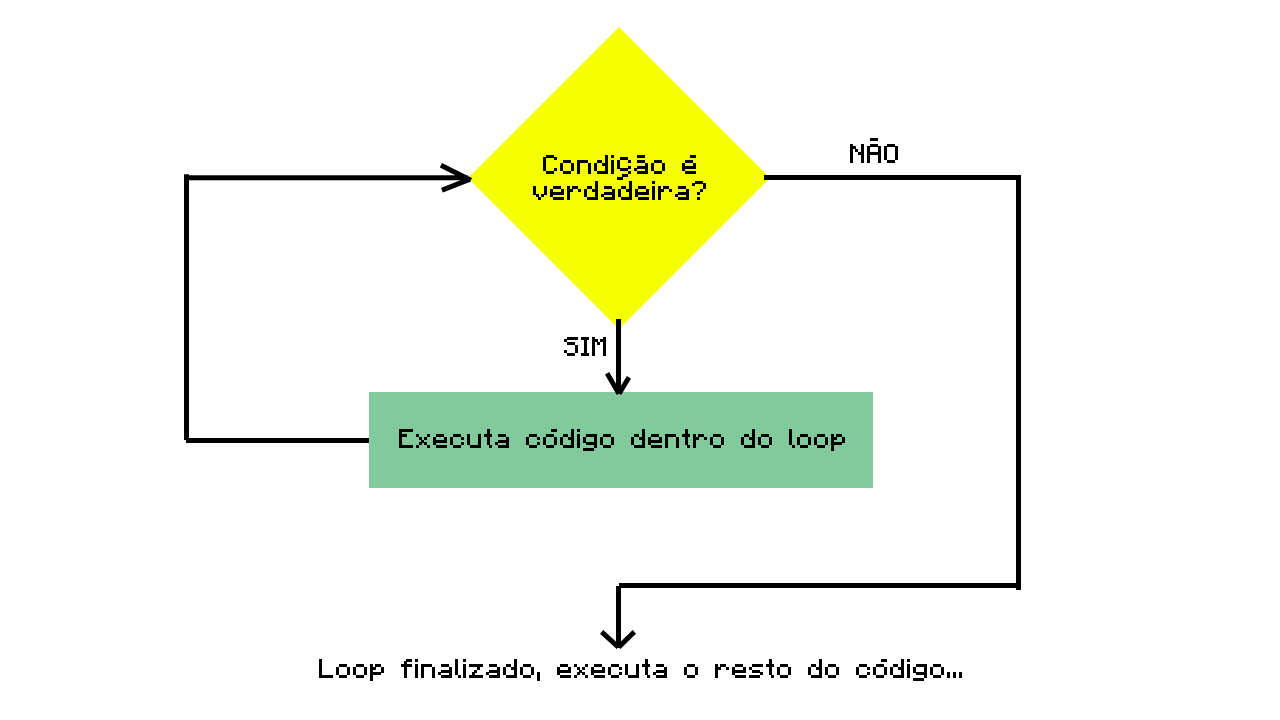 Condição é
verdadeira?
NÃO
SIM
Executa código dentro do loop
Loop finalizado, executa o resto do código...